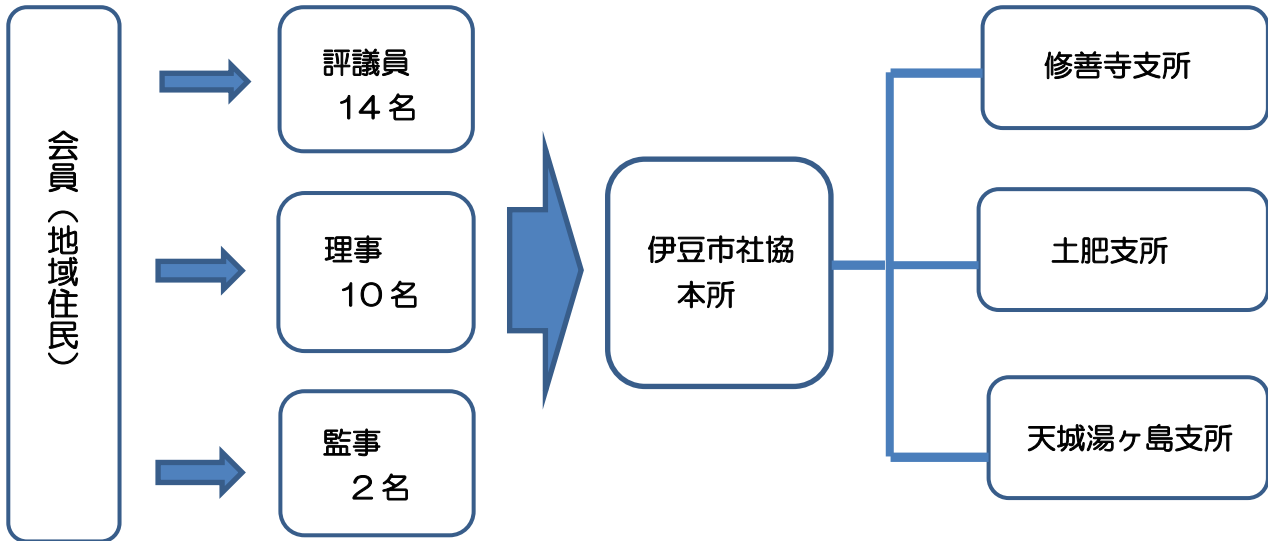 会員（地域住民）
評議員
１４名
理事
１０名
監事
２名
伊豆市社協
本所
修善寺支所
土肥支所
天城湯ヶ島支所